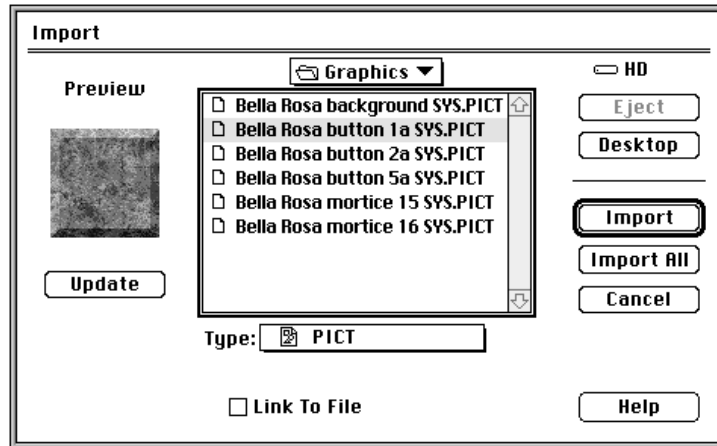 Import
Preview
Graphics
HD
Bella Rosa background SYS.PICT
Bella Rosa button 1a SYS.PICT
Bella Rosa button 2a SYS.PICT
Bella Rosa button 5a SYS.PICT
Bella Rosa mortice 15 SYS.PICT
Bella Rosa mortice 16 SYS.PICT
Eject
Desktop
Import
Import All
Cancel
Update
Type: PICT
Link To File
Help